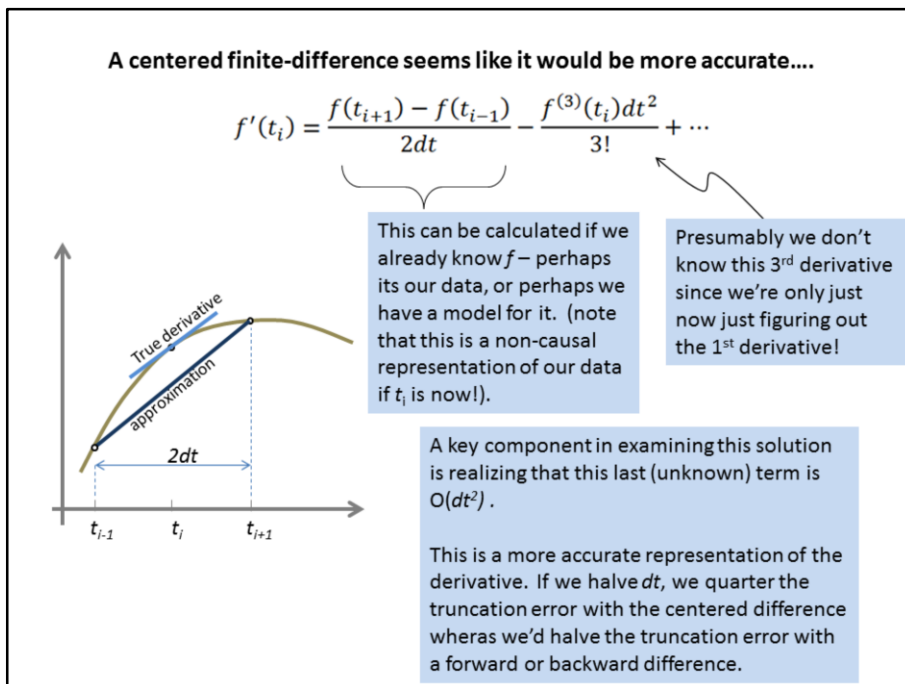 A centered finite-difference seems like it would be more accurate….
f′(t_i) = (f(t_{i+1}) − f(t_{i−1})) / 2dt − f^{(3)}(t_i)dt² / 3! + ⋯
This can be calculated if we
already know f – perhaps
its our data, or perhaps we
have a model for it.  (note
that this is a non-causal
representation of our data
if t_i is now!).
Presumably we don’t
know this 3rd derivative
since we’re only just
now just figuring out
the 1st derivative!
True derivative
approximation
2dt
t_{i-1}
t_i
t_{i+1}
A key component in examining this solution
is realizing that this last (unknown) term is
O(dt²) .
This is a more accurate representation of the
derivative. If we halve dt, we quarter the
truncation error with the centered difference
wheras we’d halve the truncation error with
a forward or backward difference.